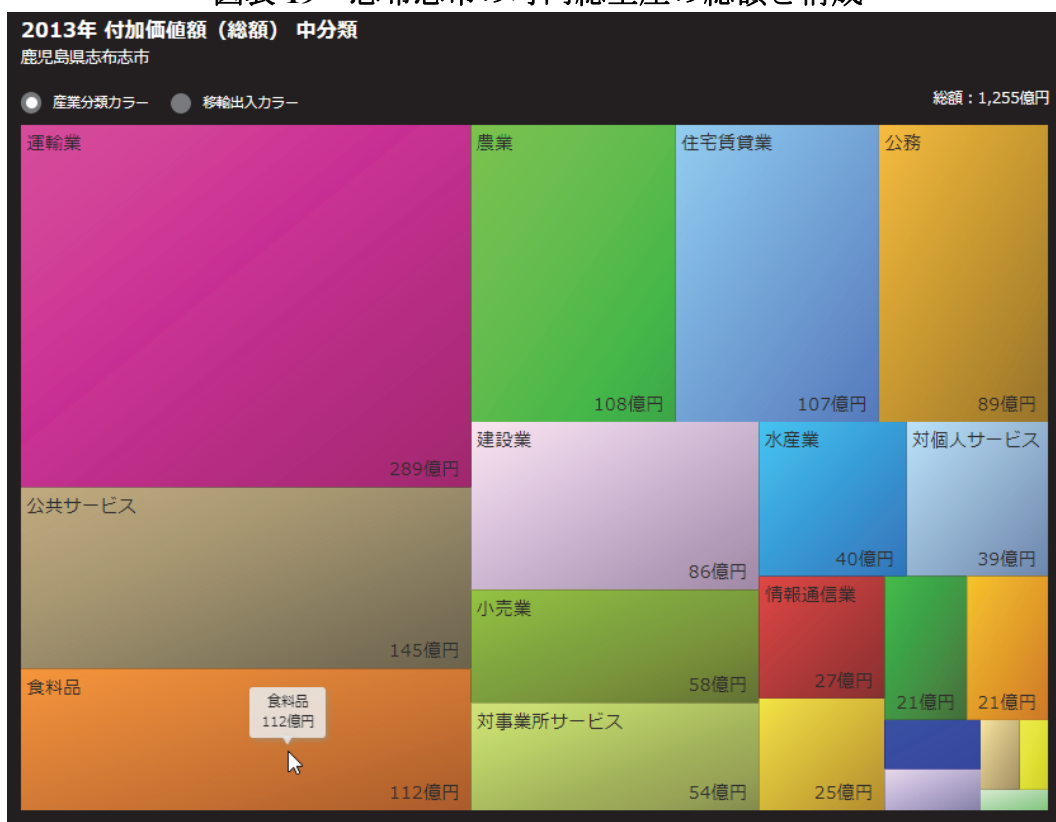 2013年 付加価値額（総額） 中分類
鹿児島県志布志市
産業分類カラー 移輸出入カラー
総額：1,255億円
運輸業
289億円
公共サービス
145億円
食料品
食料品
112億円
112億円
農業
108億円
住宅賃貸業
107億円
公務
89億円
建設業
86億円
水産業
40億円
対個人サービス
39億円
小売業
58億円
情報通信業
27億円
21億円
21億円
対事業所サービス
54億円
25億円